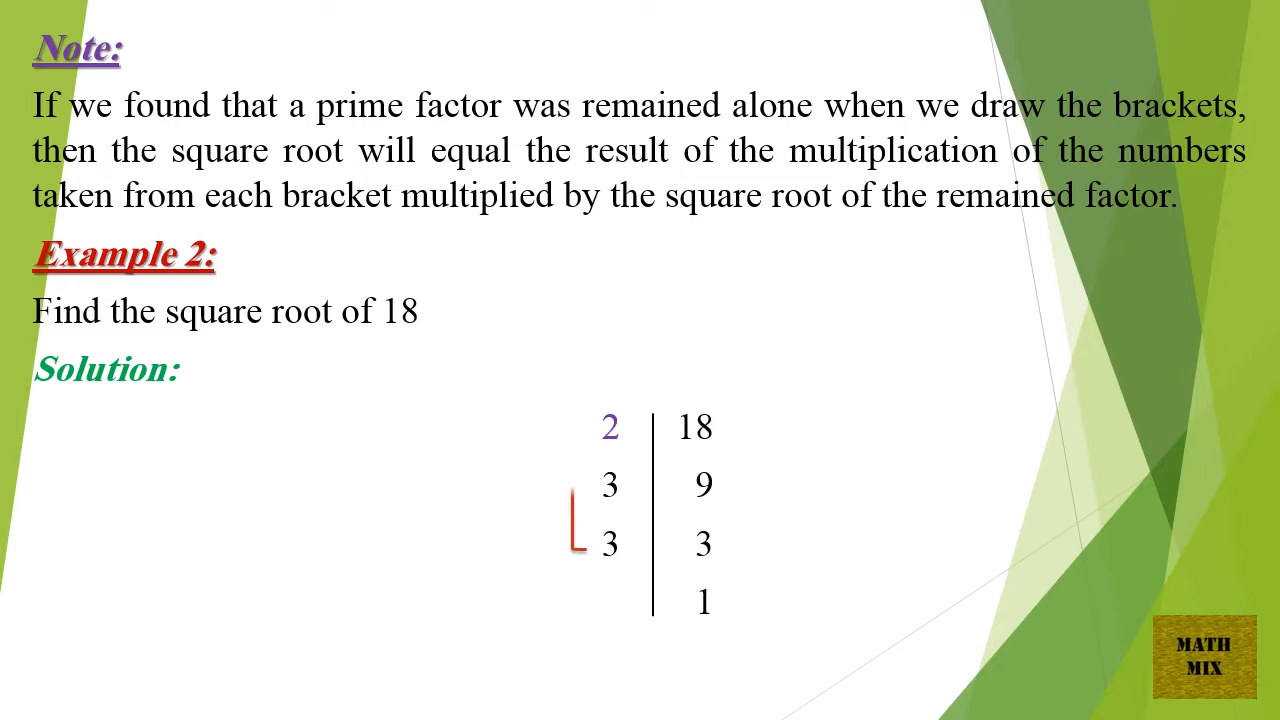 Note:
If we found that a prime factor was remained alone when we draw the brackets,
then the square root will equal the result of the multiplication of the numbers
taken from each bracket multiplied by the square root of the remained factor.
Example 2:
Find the square root of 18
Solution:
2 18
3 9
3 3
1
MATH
MIX